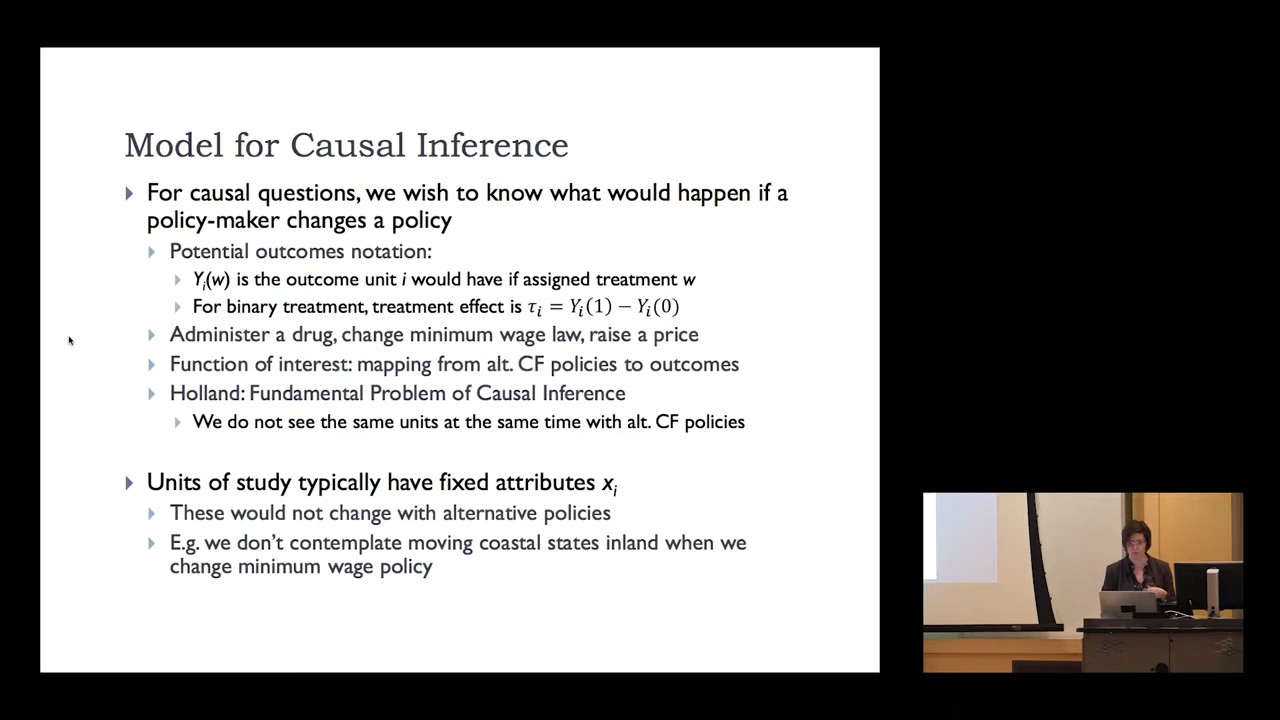 Model for Causal Inference
For causal questions, we wish to know what would happen if a
policy-maker changes a policy
Potential outcomes notation:
Yi(w) is the outcome unit i would have if assigned treatment w
For binary treatment, treatment effect is τi = Yi(1) − Yi(0)
Administer a drug, change minimum wage law, raise a price
Function of interest: mapping from alt. CF policies to outcomes
Holland: Fundamental Problem of Causal Inference
We do not see the same units at the same time with alt. CF policies
Units of study typically have fixed attributes xi
These would not change with alternative policies
E.g. we don’t contemplate moving coastal states inland when we
change minimum wage policy